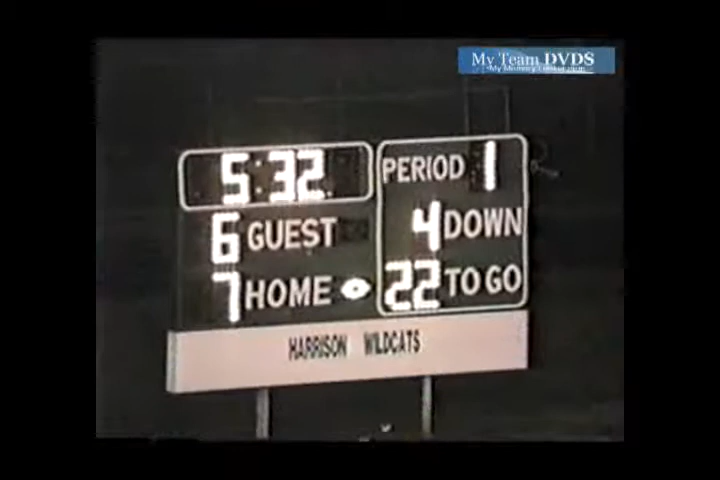 My Team DVDS
5:32
PERIOD 1
6 GUEST
4 DOWN
7 HOME
22 TO GO
HARRISON WILDCATS